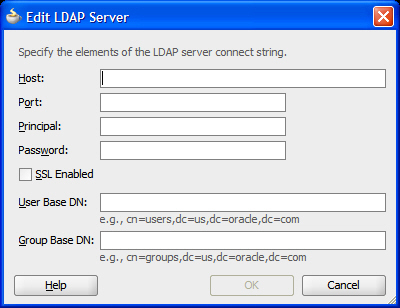 Edit LDAP Server
Specify the elements of the LDAP server connect string.
Host:
Port:
Principal:
Password:
SSL Enabled
User Base DN:
e.g., cn=users,dc=us,dc=oracle,dc=com
Group Base DN:
e.g., cn=groups,dc=us,dc=oracle,dc=com
Help OK Cancel